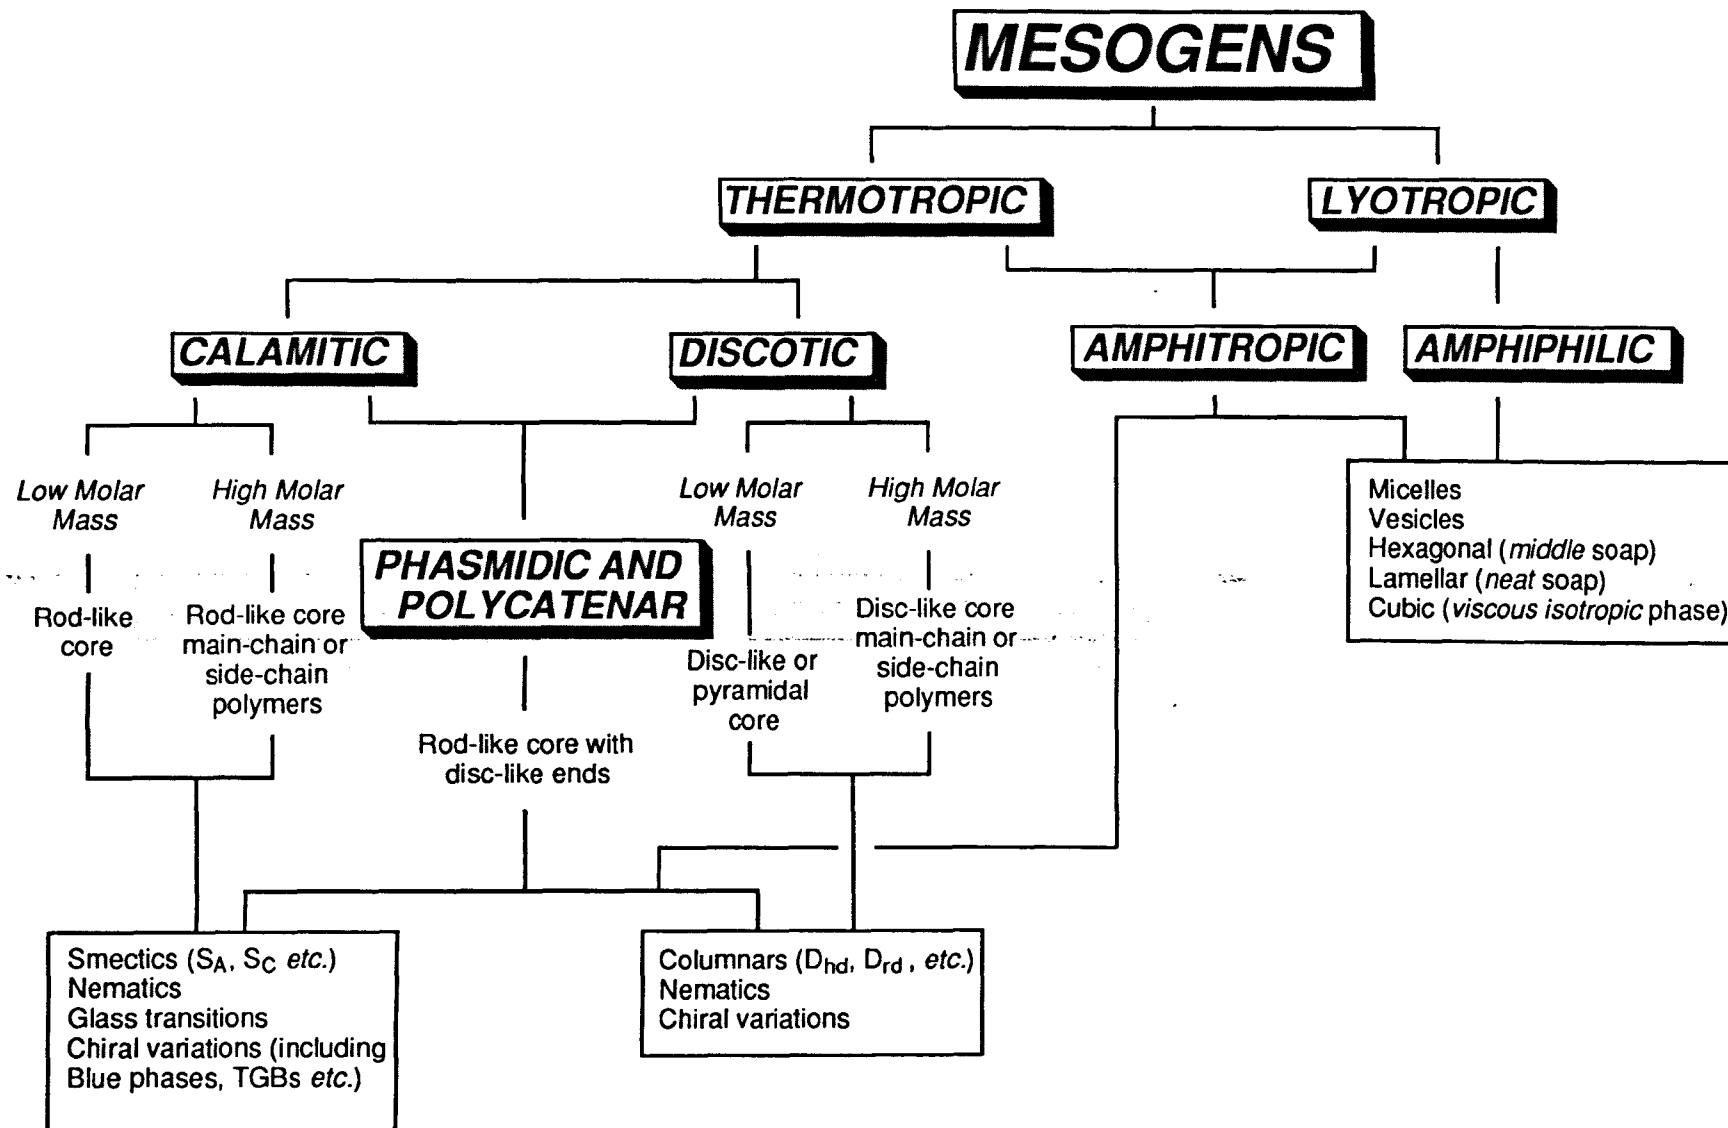 MESOGENS
THERMOTROPIC
LYOTROPIC
CALAMITIC
DISCOTIC
AMPHITROPIC
AMPHIPHILIC
Low Molar
Mass
High Molar
Mass
Low Molar
Mass
High Molar
Mass
PHASMIDIC AND
POLYCATENAR
Micelles
Vesicles
Hexagonal (middle soap)
Lamellar (neat soap)
Cubic (viscous isotropic phase)
Rod-like
core
Rod-like core
main-chain or
side-chain
polymers
Disc-like or
pyramidal
core
Disc-like core
main-chain or
side-chain
polymers
Rod-like core with
disc-like ends
Smectics (SA, SC etc.)
Nematics
Glass transitions
Chiral variations (including
Blue phases, TGBs etc.)
Columnars (Dhd, Drd, etc.)
Nematics
Chiral variations